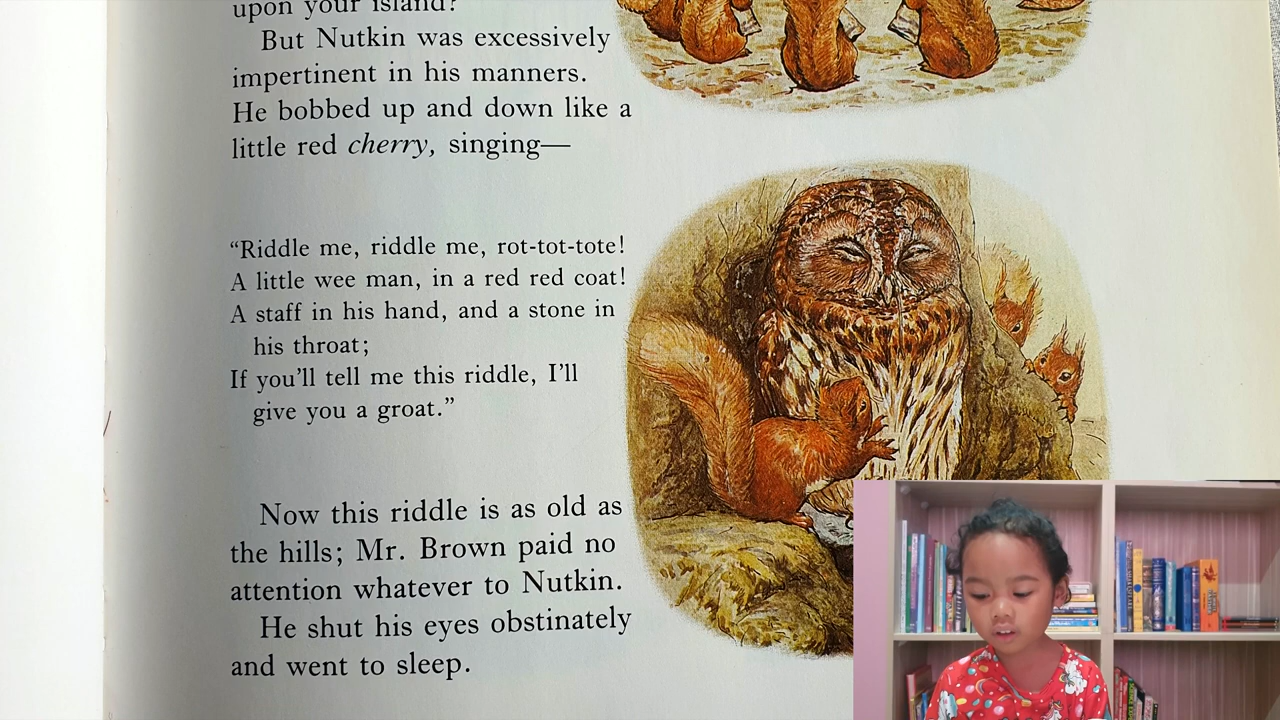 upon your island?
But Nutkin was excessively
impertinent in his manners.
He bobbed up and down like a
little red cherry, singing—
“Riddle me, riddle me, rot-tot-tote!
A little wee man, in a red red coat!
A staff in his hand, and a stone in
his throat;
If you’ll tell me this riddle, I’ll
give you a groat.”
Now this riddle is as old as
the hills; Mr. Brown paid no
attention whatever to Nutkin.
He shut his eyes obstinately
and went to sleep.